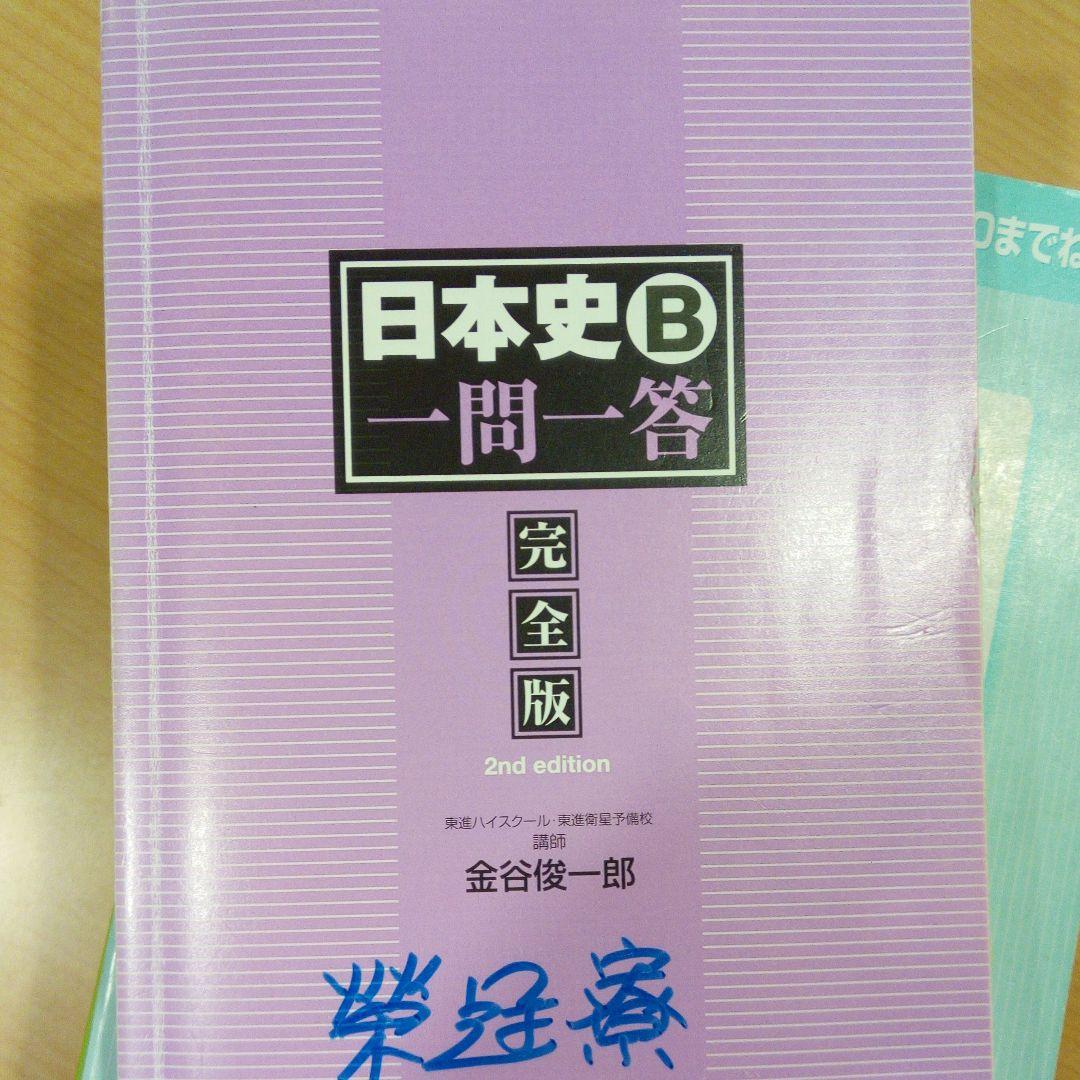 日本史B
一問一答
完
全
版
2nd edition
東進ハイスクール・東進衛星予備校
講師
金谷俊一郎
までね